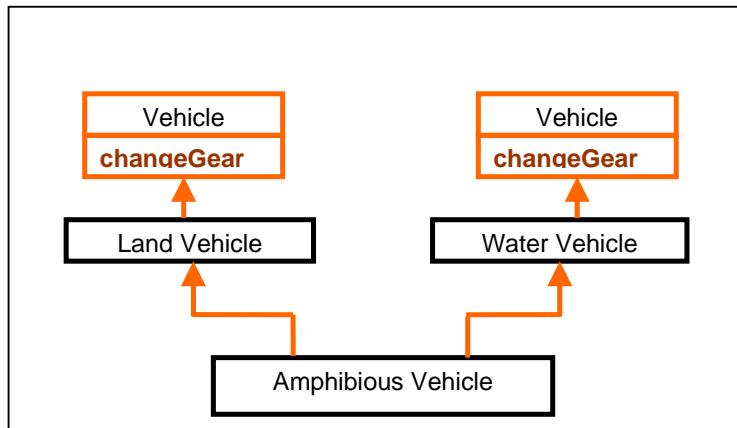 Vehicle
changeGear
Vehicle
changeGear
Land Vehicle
Water Vehicle
Amphibious Vehicle